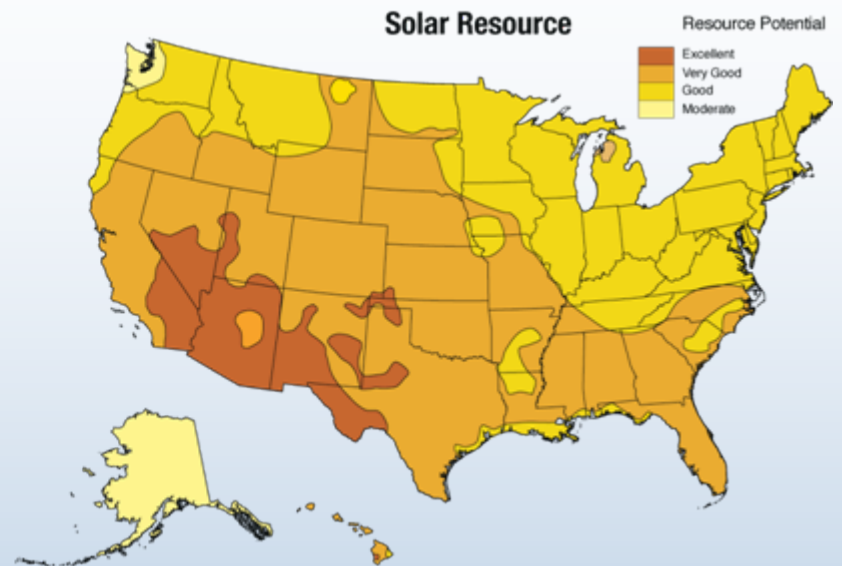 Solar Resource
Resource Potential
Excellent
Very Good
Good
Moderate